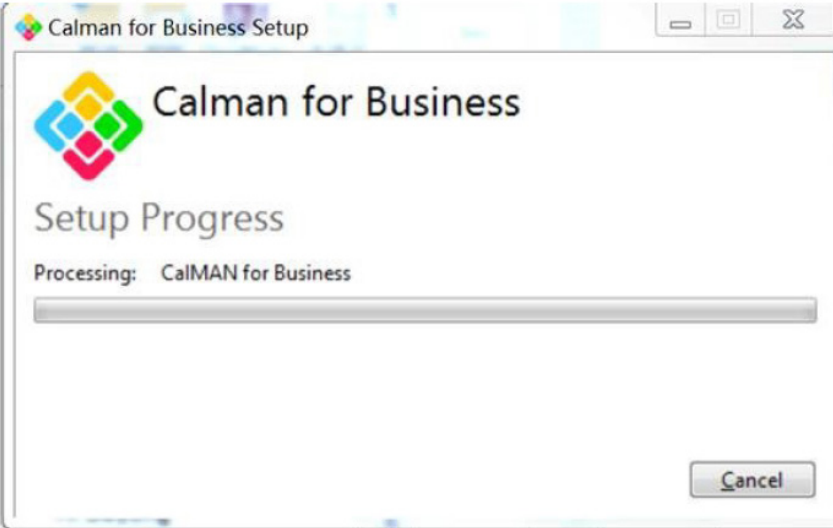 Calman for Business Setup
Calman for Business
Setup Progress
Processing: CalMAN for Business
Cancel